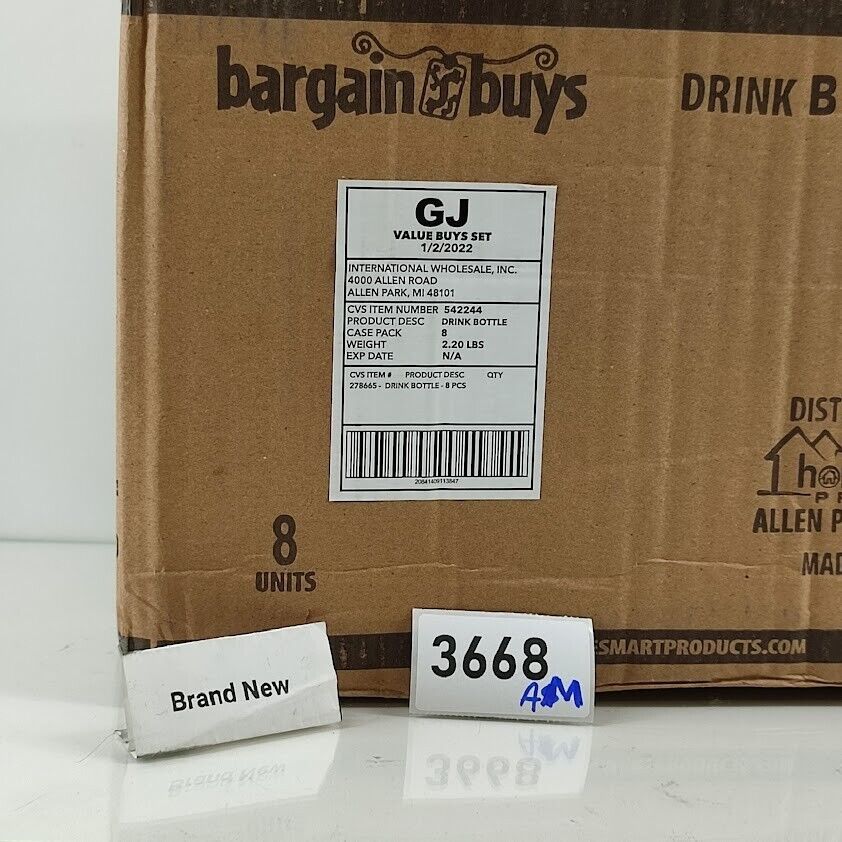 bargain buys
DRINK B
GJ
VALUE BUYS SET
1/2/2022
INTERNATIONAL WHOLESALE, INC.
4000 ALLEN ROAD
ALLEN PARK, MI 48101
CVS ITEM NUMBER 542244
PRODUCT DESC DRINK BOTTLE
CASE PACK 8
WEIGHT 2.20 LBS
EXP DATE N/A
CVS ITEM # PRODUCT DESC QTY
278665 - DRINK BOTTLE - 8 PCS
20841409113847
DIST
ho
PR
ALLEN P
MAD
8
UNITS
ESMARTPRODUCTS.COM
Brand New
3668